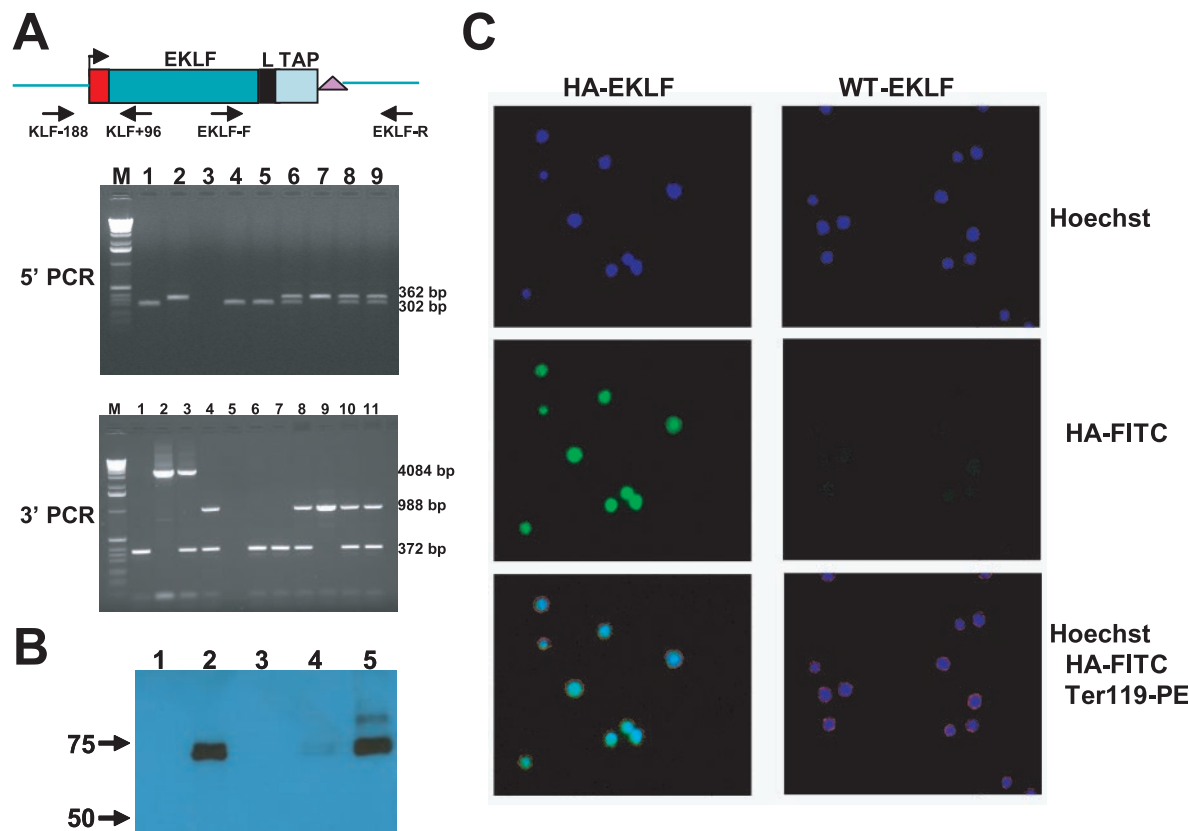 A
EKLF L TAP
KLF-188 KLF+96 EKLF-F EKLF-R
M 1 2 3 4 5 6 7 8 9
5' PCR
362 bp
302 bp
M 1 2 3 4 5 6 7 8 9 10 11
3' PCR
4084 bp
988 bp
372 bp
B
1 2 3 4 5
75
50
C
HA-EKLF WT-EKLF
Hoechst
HA-FITC
Hoechst
HA-FITC
Ter119-PE